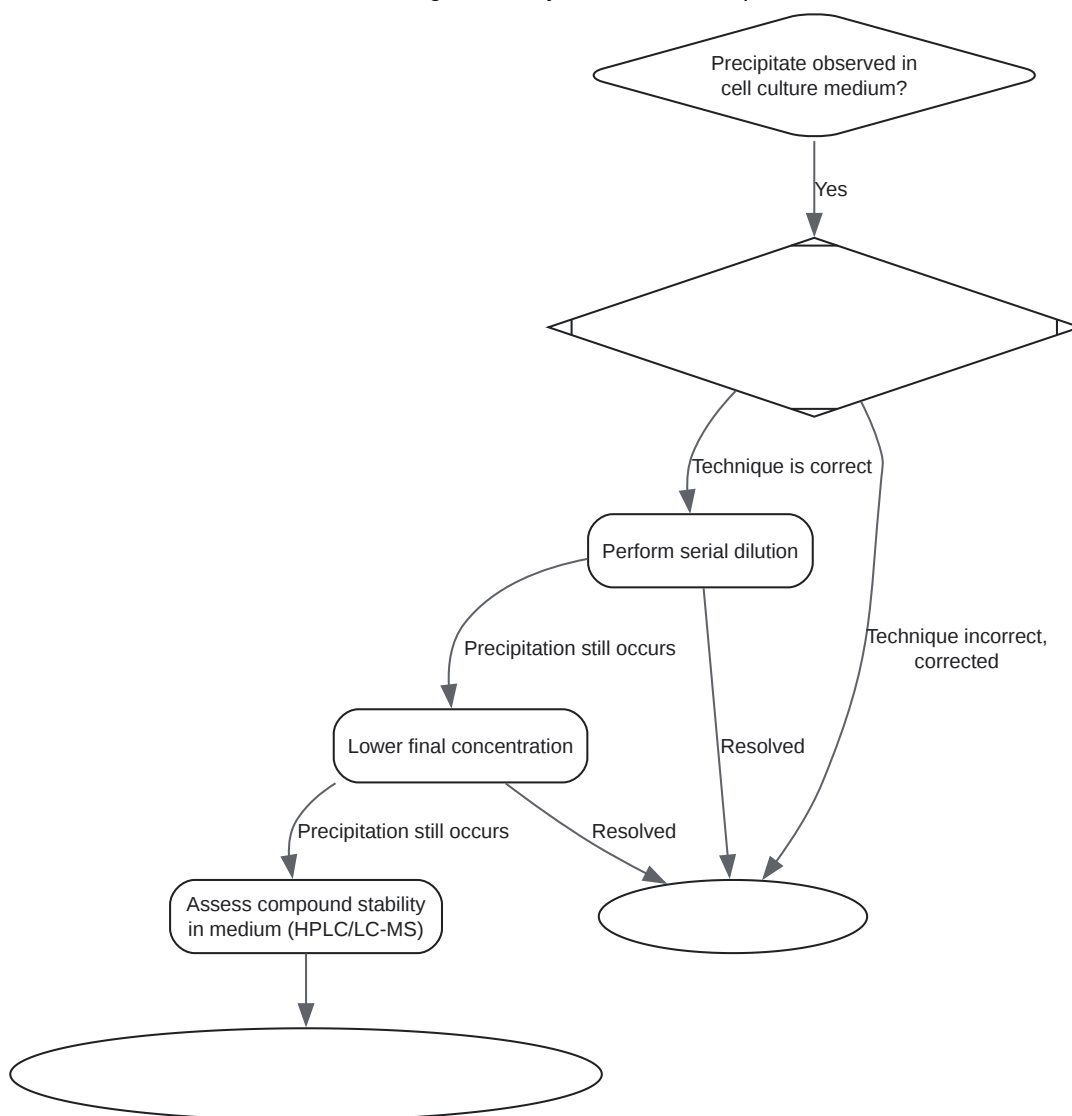 Precipitate observed in
cell culture medium?
Yes
Technique is correct
Perform serial dilution
Technique incorrect,
corrected
Precipitation still occurs
Lower final concentration
Resolved
Precipitation still occurs
Resolved
Assess compound stability
in medium (HPLC/LC-MS)